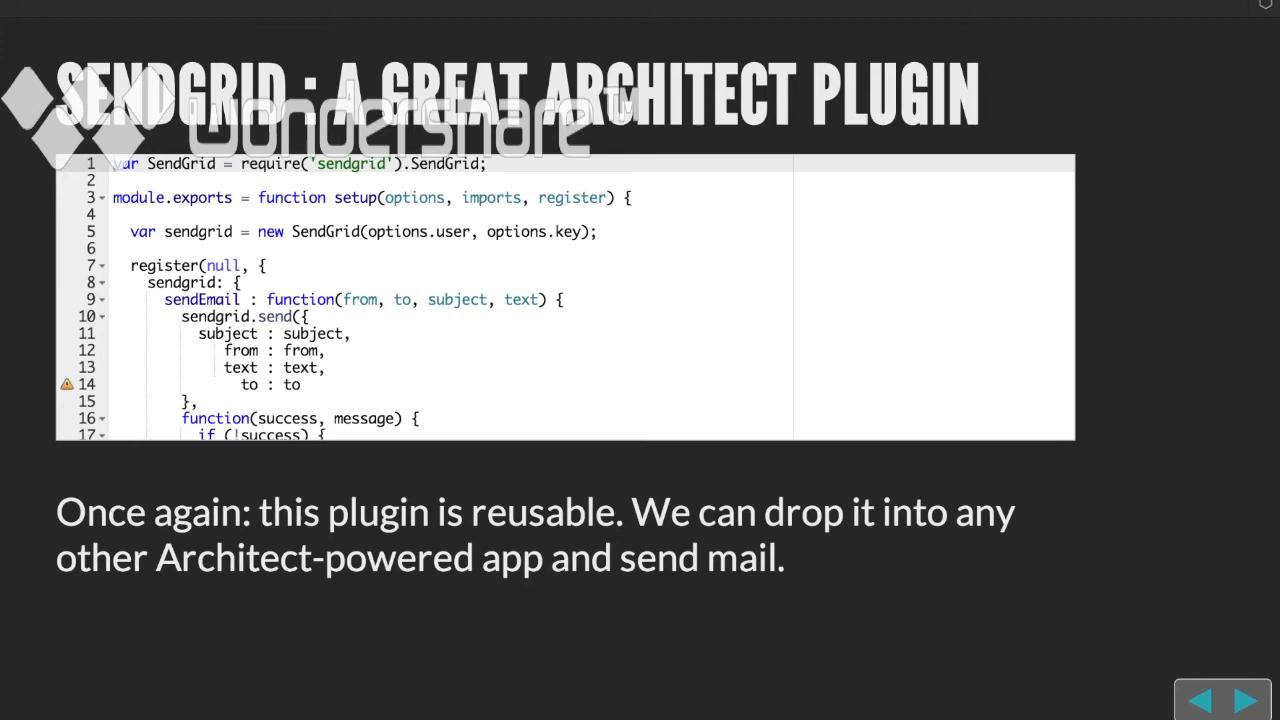 SENDGRID : A GREAT ARCHITECT PLUGIN
wondershare™
1 var SendGrid = require('sendgrid').SendGrid;
2
3 module.exports = function setup(options, imports, register) {
4
5 var sendgrid = new SendGrid(options.user, options.key);
6
7 register(null, {
8 sendgrid: {
9 sendEmail : function(from, to, subject, text) {
10 sendgrid.send({
11 subject : subject,
12 from : from,
13 text : text,
14 to : to
15 },
16 function(success, message) {
17 if (!success) {
Once again: this plugin is reusable. We can drop it into any
other Architect-powered app and send mail.